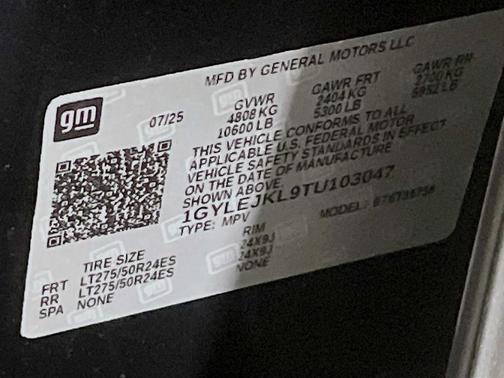 MFD BY GENERAL MOTORS LLC
gm
07/25
GVWR GAWR FRT GAWR RR
4808 KG 2404 KG 2700 KG
10600 LB 5300 LB 5952 LB
THIS VEHICLE CONFORMS TO ALL
APPLICABLE U.S. FEDERAL MOTOR
VEHICLE SAFETY STANDARDS IN EFFECT
ON THE DATE OF MANUFACTURE
SHOWN ABOVE.
1GYLEJKL9TU103047
TYPE: MPV MODEL:
TIRE SIZE RIM
FRT LT275/50R24ES 24X9J
RR LT275/50R24ES 24X9J
SPA NONE NONE